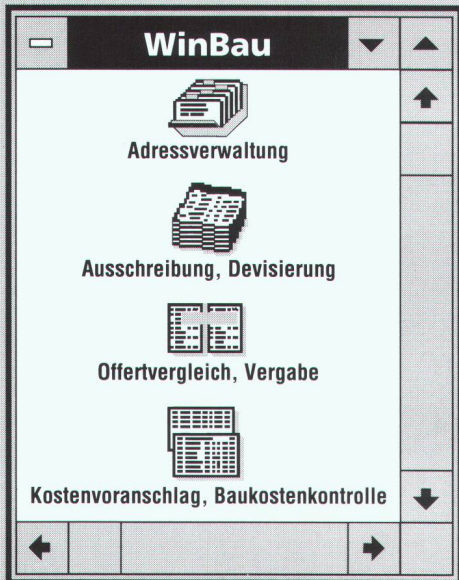 WinBau
Adressverwaltung
Ausschreibung, Devisierung
Offertvergleich, Vergabe
Kostenvoranschlag, Baukostenkontrolle